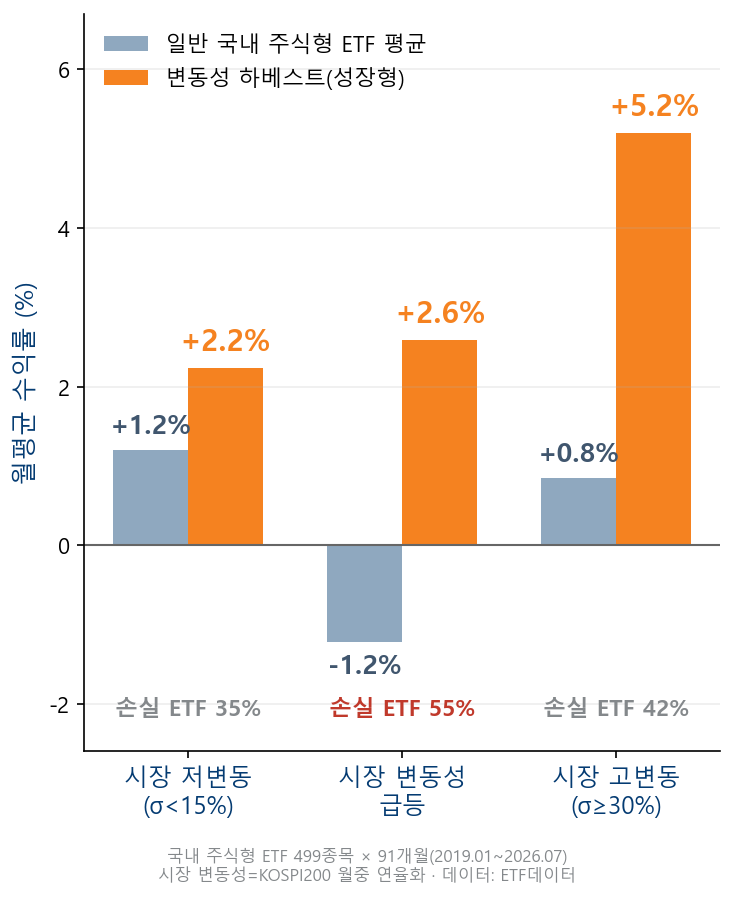 일반 국내 주식형 ETF 평균
변동성 하베스트(성장형)
월평균 수익률 (%)
6
4
2
0
-2
+1.2%
+2.2%
-1.2%
+2.6%
+0.8%
+5.2%
손실 ETF 35%
손실 ETF 55%
손실 ETF 42%
시장 저변동
(σ<15%)
시장 변동성
급등
시장 고변동
(σ≥30%)
국내 주식형 ETF 499종목 × 91개월(2019.01~2026.07)
시장 변동성=KOSPI200 월중 연율화 · 데이터: ETF데이터